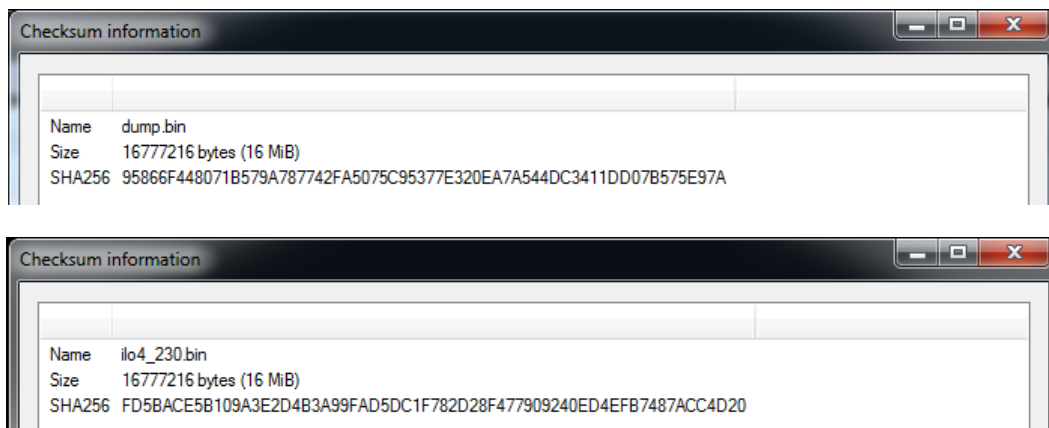 Checksum information
Name dump.bin
Size 16777216 bytes (16 MiB)
SHA256 95866F448071B579A787742FA5075C95377E320EA7A544DC3411DD07B575E97A
Checksum information
Name ilo4_230.bin
Size 16777216 bytes (16 MiB)
SHA256 FD5BACE5B109A3E2D4B3A99FAD5DC1F782D28F477909240ED4EFB7487ACC4D20